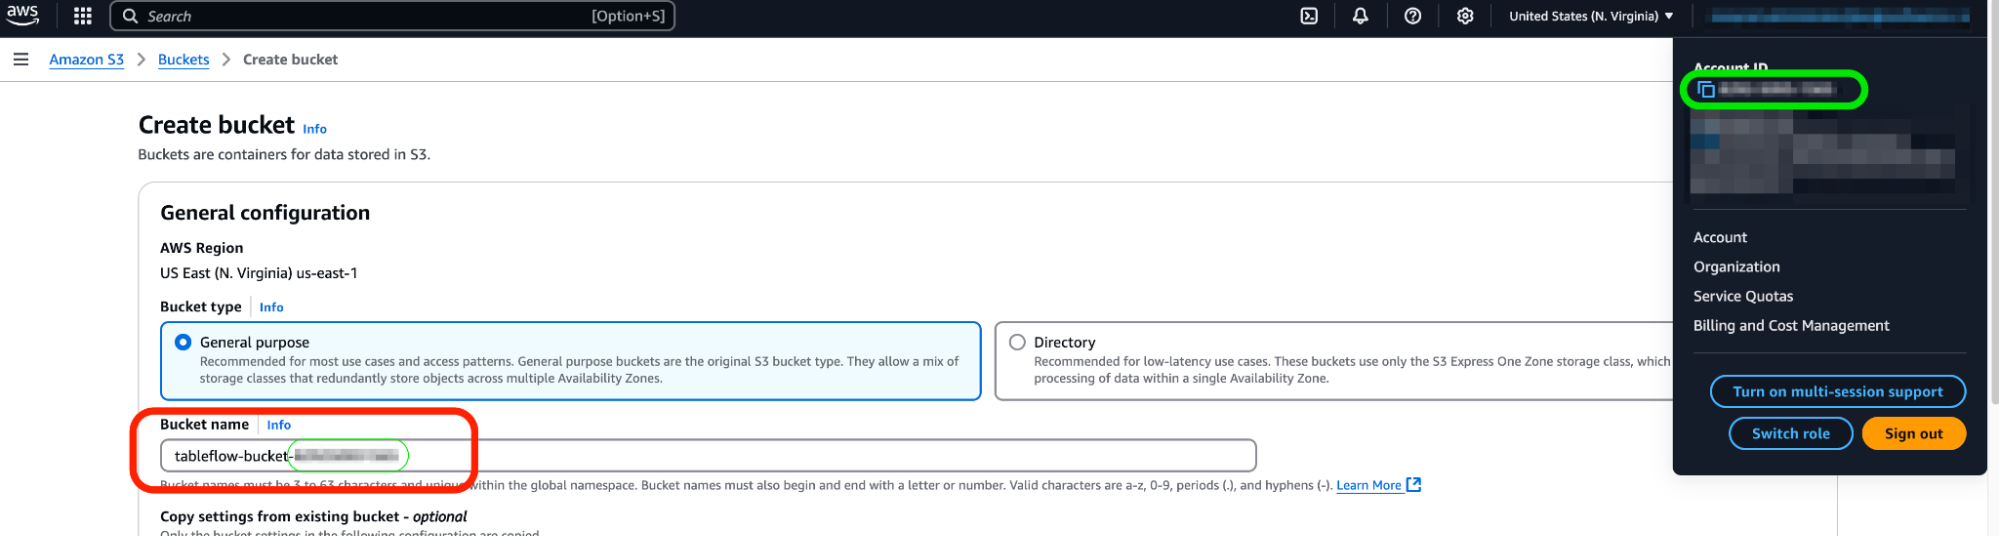 aws
Search
[Option+S]
United States (N. Virginia)
Amazon S3 > Buckets > Create bucket
Account ID
Create bucket Info
Buckets are containers for data stored in S3.
General configuration
AWS Region
US East (N. Virginia) us-east-1
Bucket type Info
General purpose
Recommended for most use cases and access patterns. General purpose buckets are the original S3 bucket type. They allow a mix of
storage classes that redundantly store objects across multiple Availability Zones.
Directory
Recommended for low-latency use cases. These buckets use only the S3 Express One Zone storage class, which
processing of data within a single Availability Zone.
Bucket name Info
tableflow-bucket-
Bucket names must be 3 to 63 characters and unique within the global namespace. Bucket names must also begin and end with a letter or number. Valid characters are a-z, 0-9, periods (.), and hyphens (-). Learn More
Copy settings from existing bucket - optional
Only the bucket settings in the following configuration are copied.
Account
Organization
Service Quotas
Billing and Cost Management
Turn on multi-session support
Switch role
Sign out